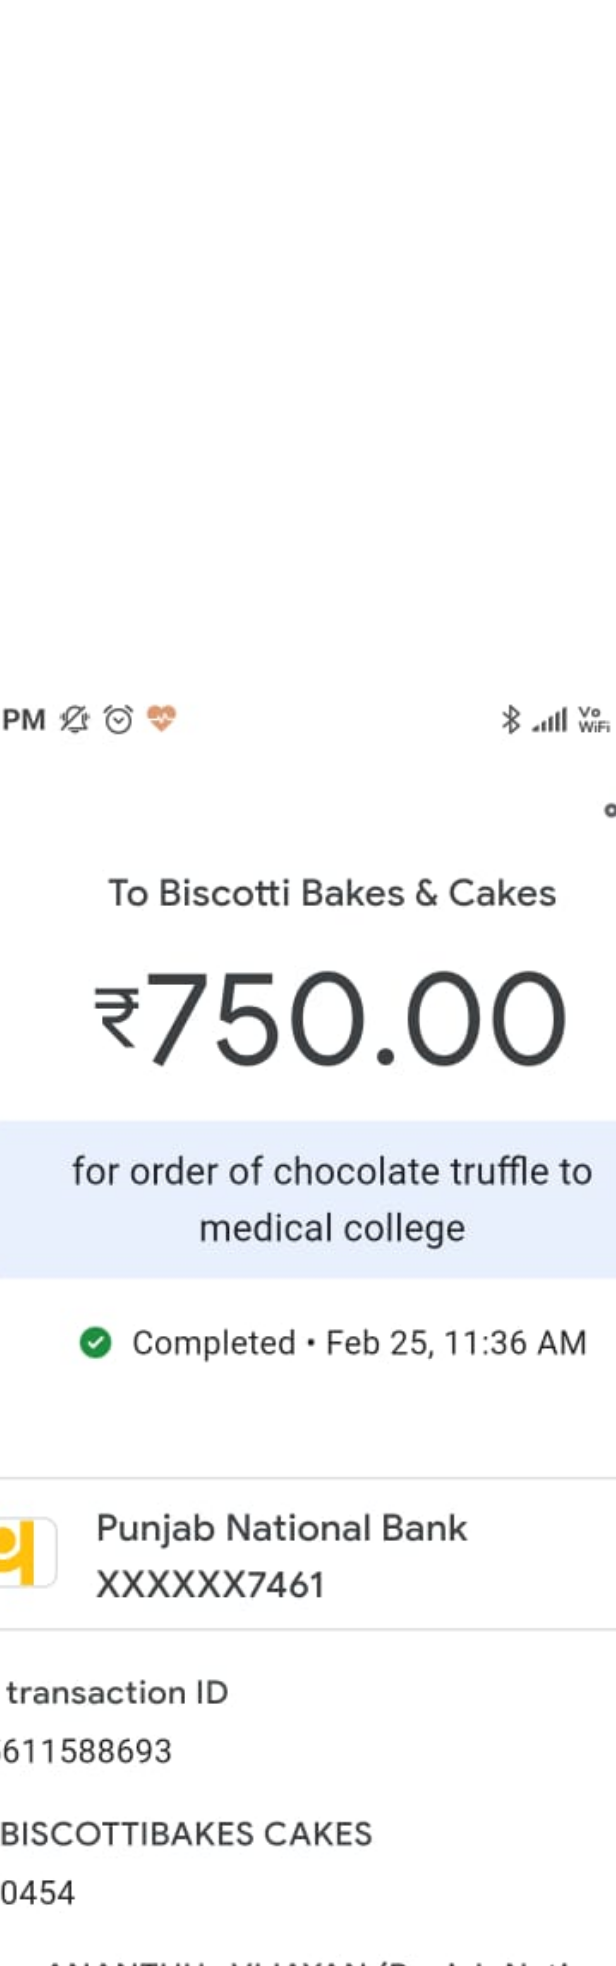 PM Vo WiFi
To Biscotti Bakes & Cakes
₹750.00
for order of chocolate truffle to
medical college
Completed • Feb 25, 11:36 AM
Punjab National Bank
XXXXXX7461
transaction ID
611588693
BISCOTTIBAKES CAKES
0454